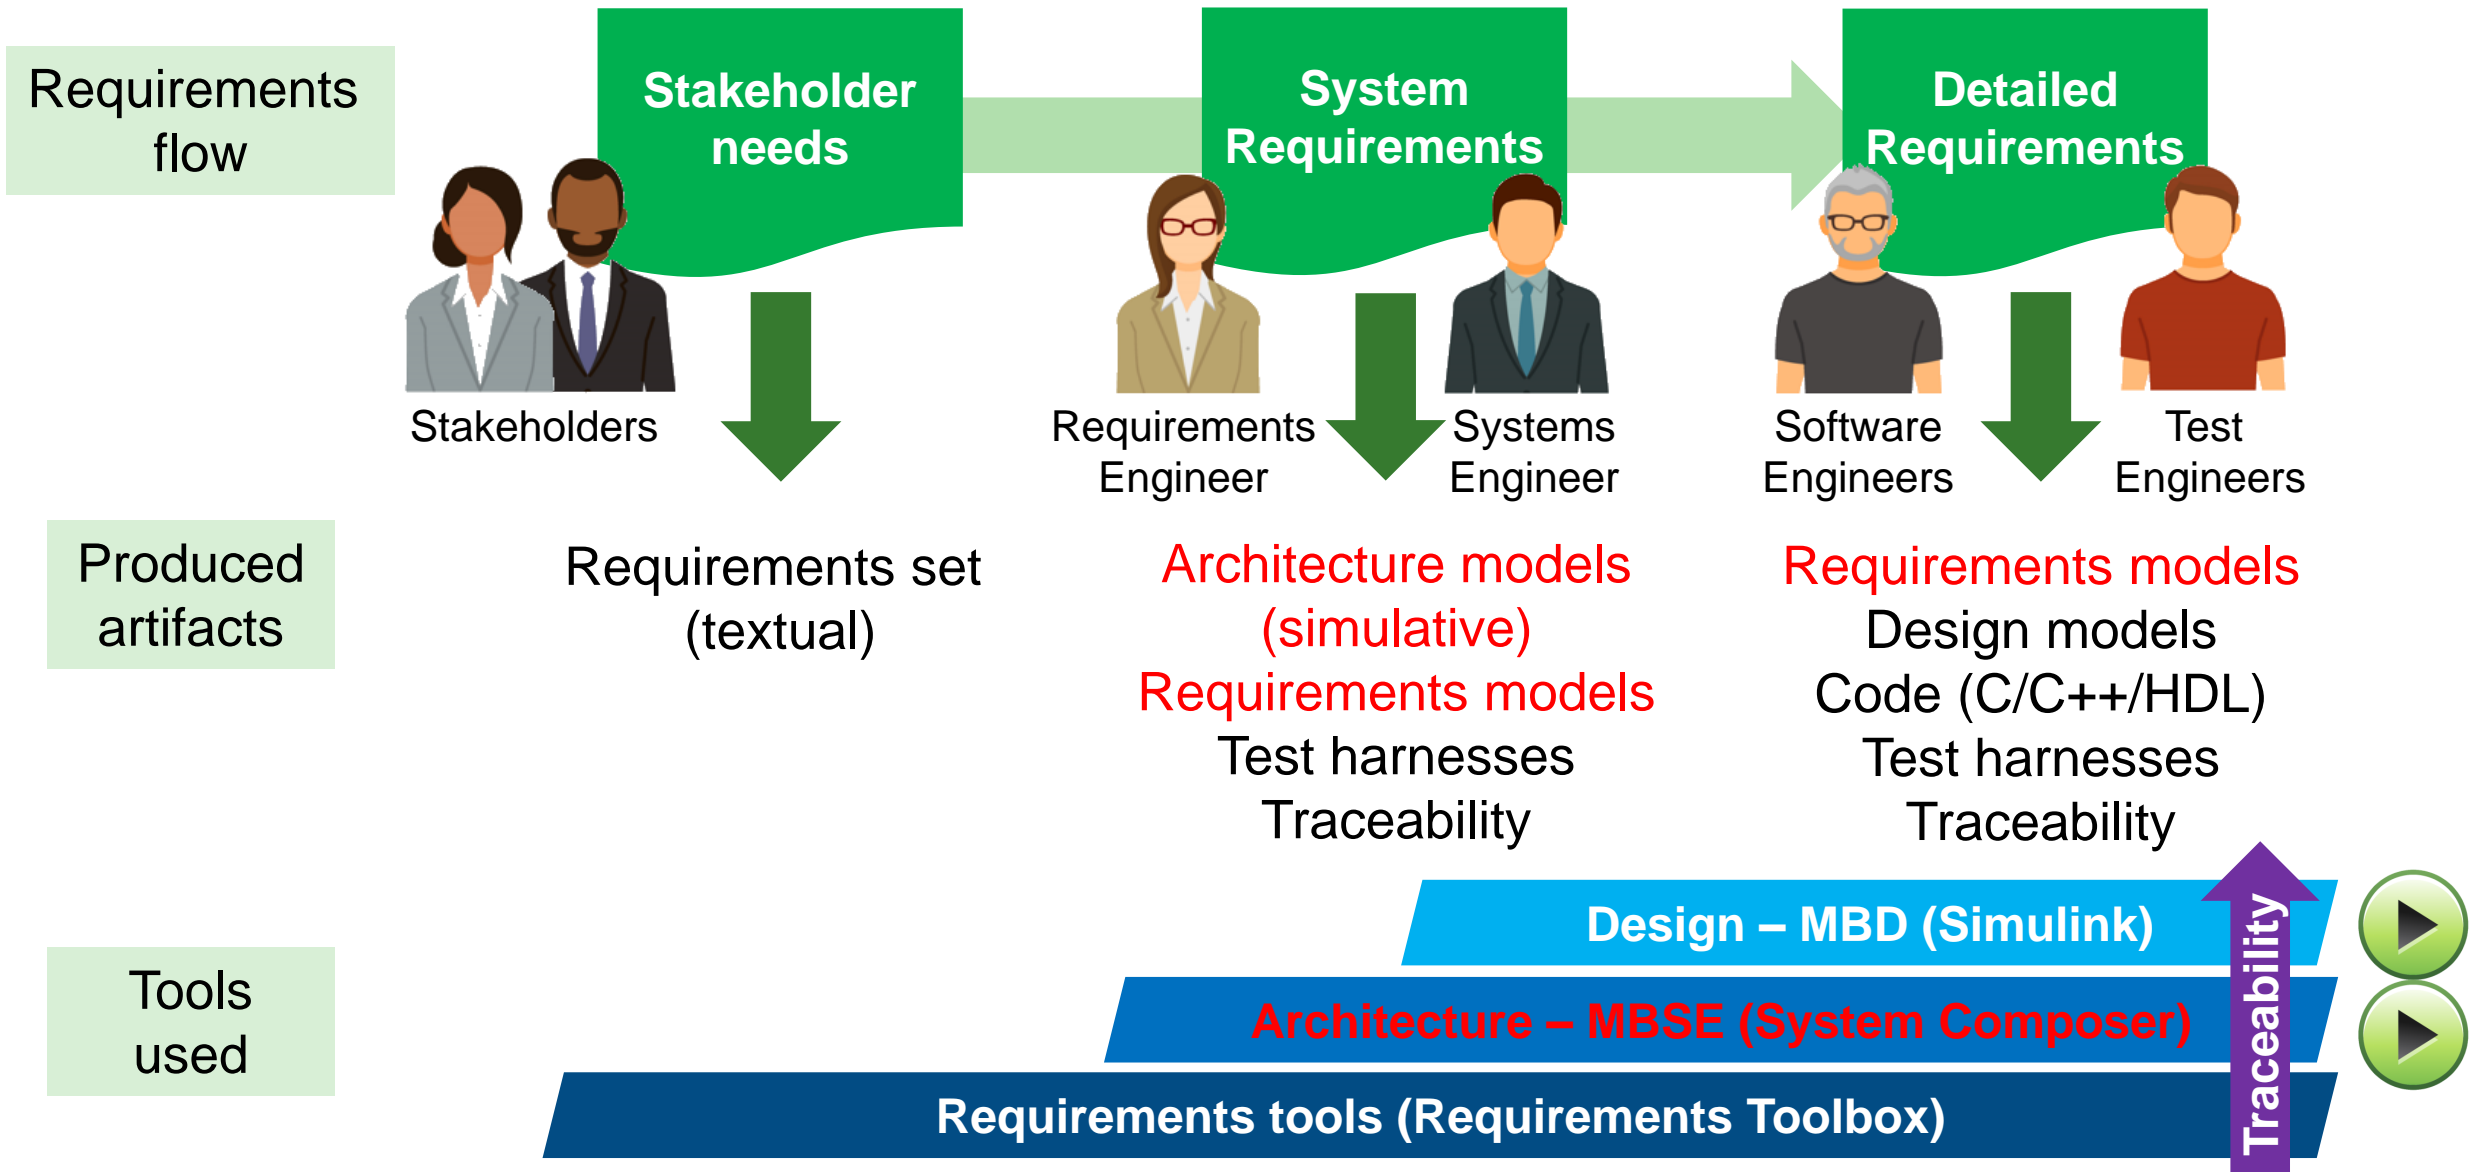 Requirements
flow
Stakeholder
needs
System
Requirements
Detailed
Requirements
Stakeholders
Requirements
Engineer
Systems
Engineer
Software
Engineers
Test
Engineers
Produced
artifacts
Requirements set
(textual)
Architecture models
(simulative)
Requirements models
Test harnesses
Traceability
Requirements models
Design models
Code (C/C++/HDL)
Test harnesses
Traceability
Tools
used
Design – MBD (Simulink)
Architecture – MBSE (System Composer)
Requirements tools (Requirements Toolbox)
Traceability